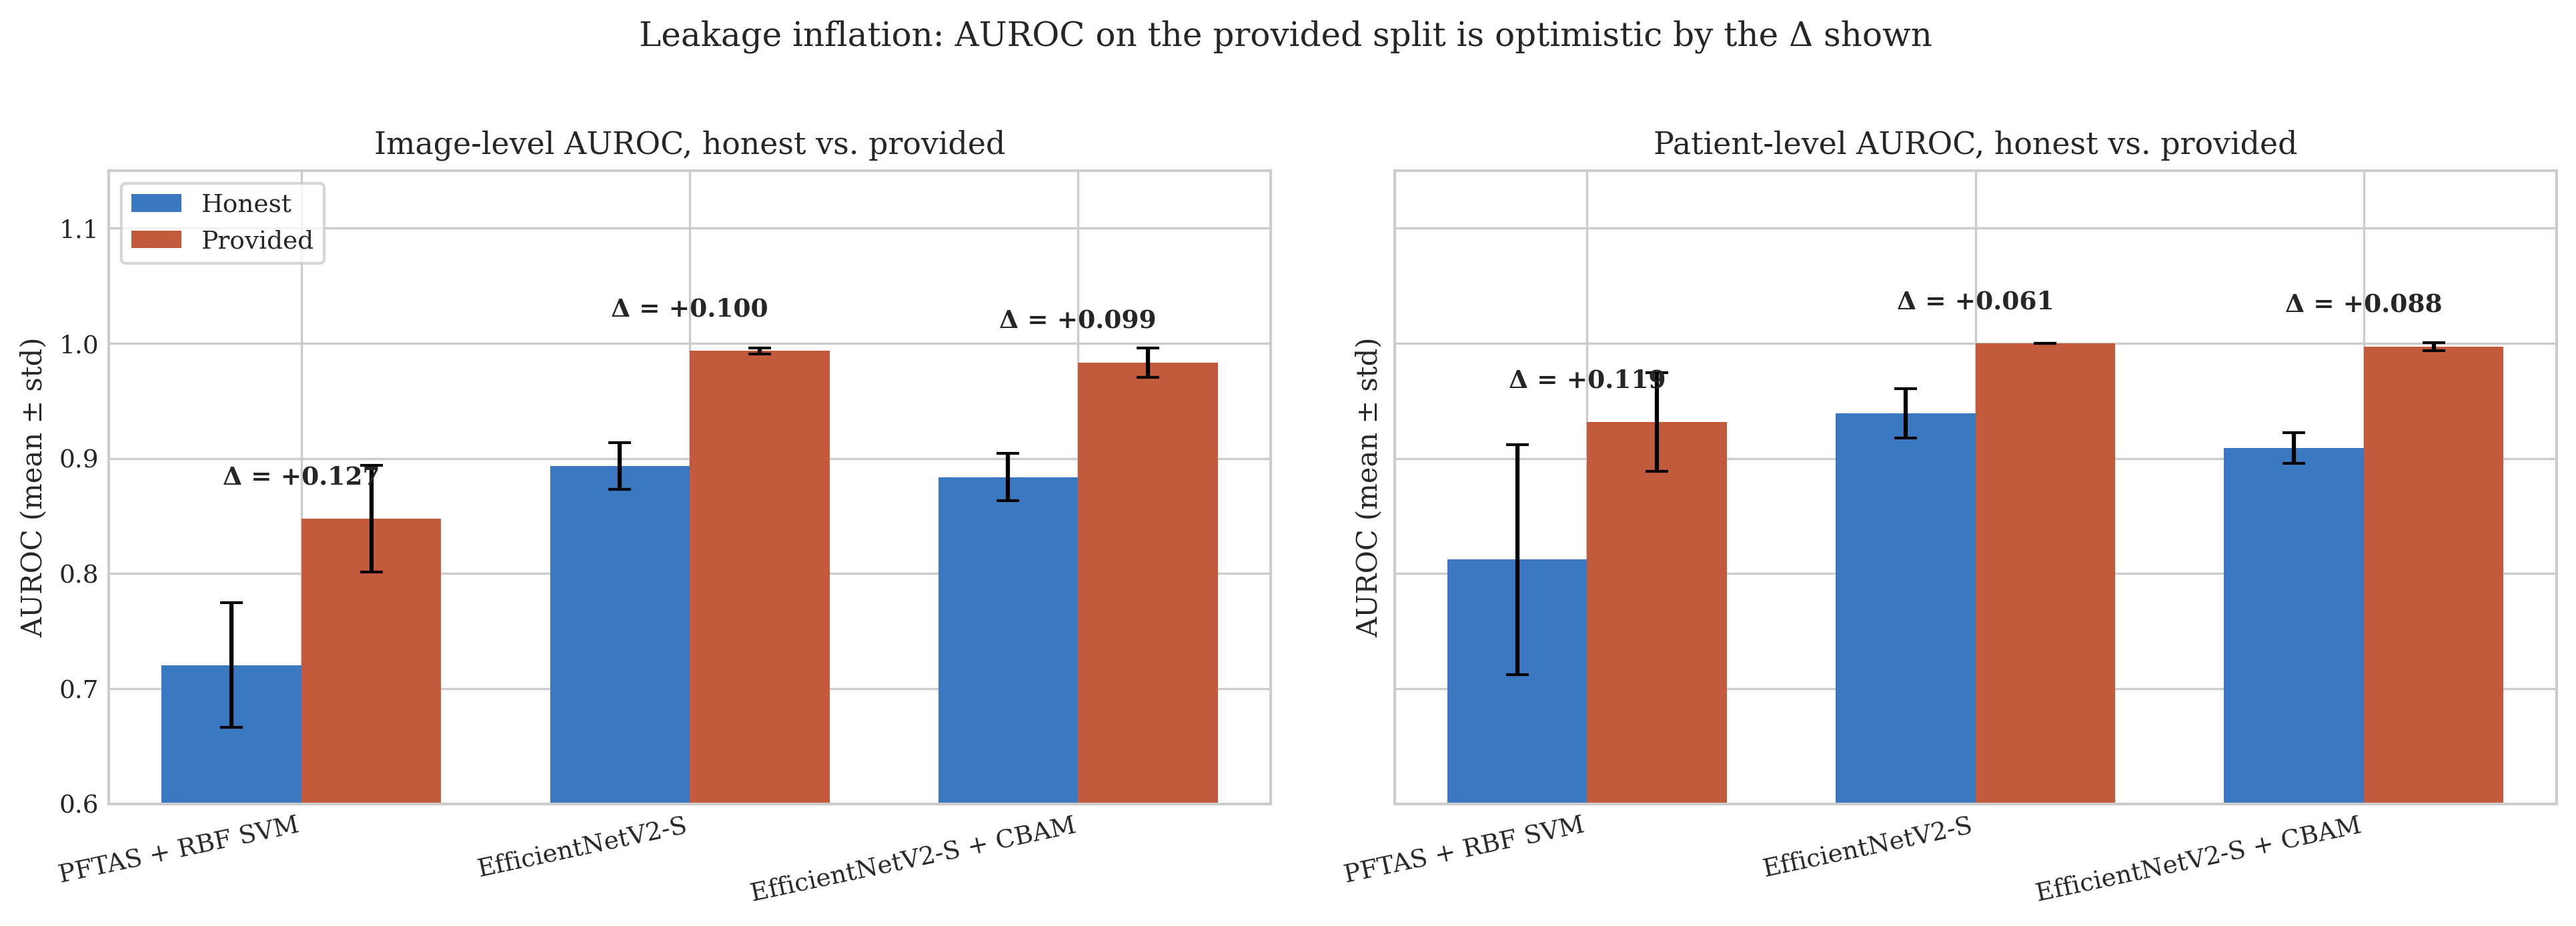 Leakage inflation: AUROC on the provided split is optimistic by the Δ shown
Image-level AUROC, honest vs. provided
Honest
Provided
AUROC (mean ± std)
1.1
1.0
0.9
0.8
0.7
0.6
Δ = +0.127
Δ = +0.100
Δ = +0.099
PFTAS + RBF SVM
EfficientNetV2-S
EfficientNetV2-S + CBAM
Patient-level AUROC, honest vs. provided
AUROC (mean ± std)
Δ = +0.119
Δ = +0.061
Δ = +0.088
PFTAS + RBF SVM
EfficientNetV2-S
EfficientNetV2-S + CBAM